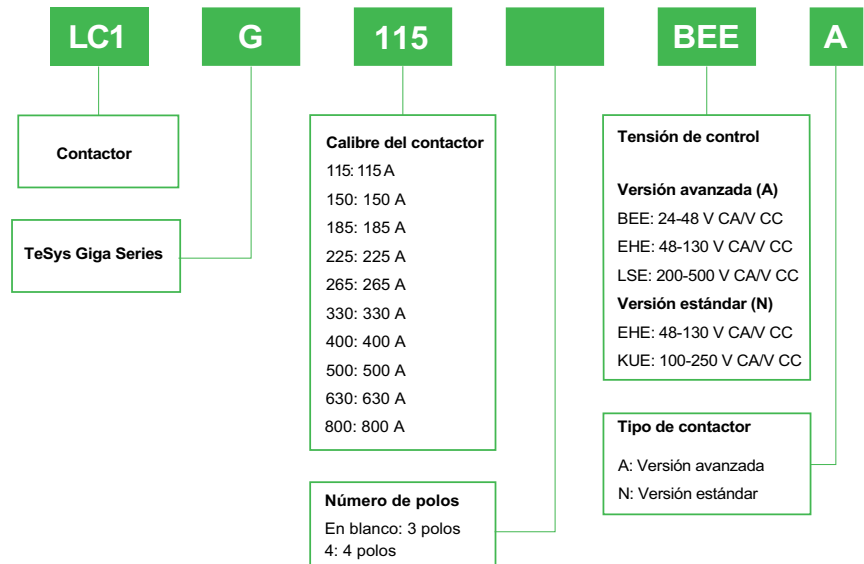 LC1
G
115
BEE
A
Contactor
TeSys Giga Series
Calibre del contactor
115: 115 A
150: 150 A
185: 185 A
225: 225 A
265: 265 A
330: 330 A
400: 400 A
500: 500 A
630: 630 A
800: 800 A
Número de polos
En blanco: 3 polos
4: 4 polos
Tensión de control
Versión avanzada (A)
BEE: 24-48 V CA/V CC
EHE: 48-130 V CA/V CC
LSE: 200-500 V CA/V CC
Versión estándar (N)
EHE: 48-130 V CA/V CC
KUE: 100-250 V CA/V CC
Tipo de contactor
A: Versión avanzada
N: Versión estándar